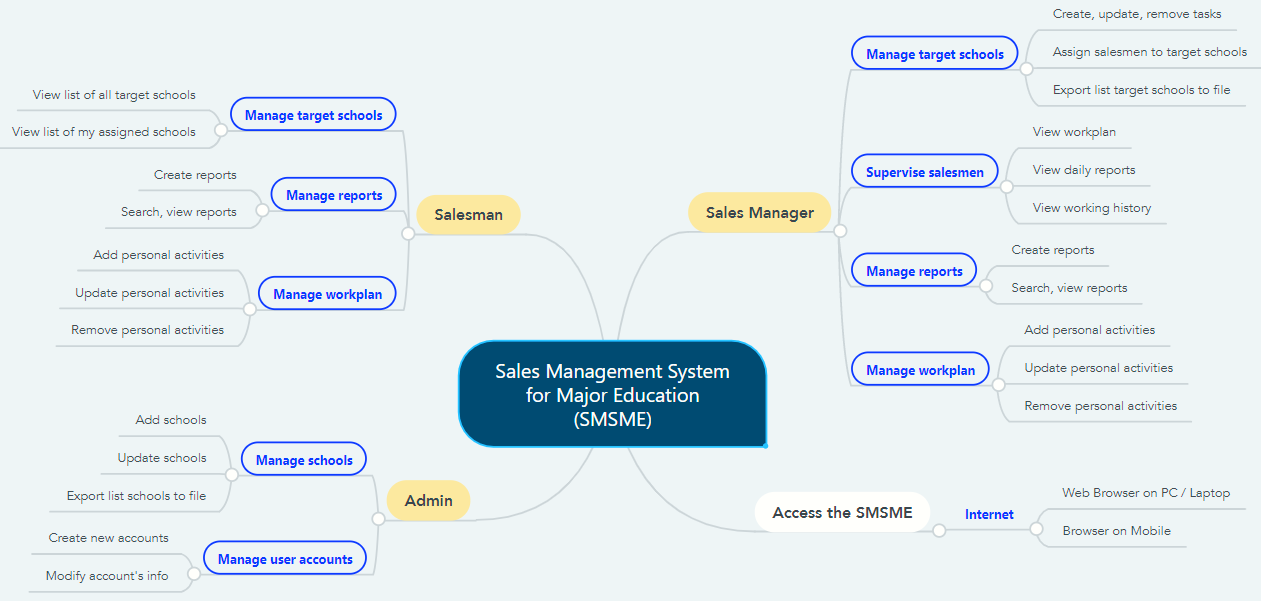 Sales Management System
for Major Education
(SMSME)
Salesman
Manage target schools
View list of all target schools
View list of my assigned schools
Manage reports
Create reports
Search, view reports
Manage workplan
Add personal activities
Update personal activities
Remove personal activities
Admin
Manage schools
Add schools
Update schools
Export list schools to file
Manage user accounts
Create new accounts
Modify account's info
Sales Manager
Manage target schools
Create, update, remove tasks
Assign salesmen to target schools
Export list target schools to file
Supervise salesmen
View workplan
View daily reports
View working history
Manage reports
Create reports
Search, view reports
Manage workplan
Add personal activities
Update personal activities
Remove personal activities
Access the SMSME
Internet
Web Browser on PC / Laptop
Browser on Mobile